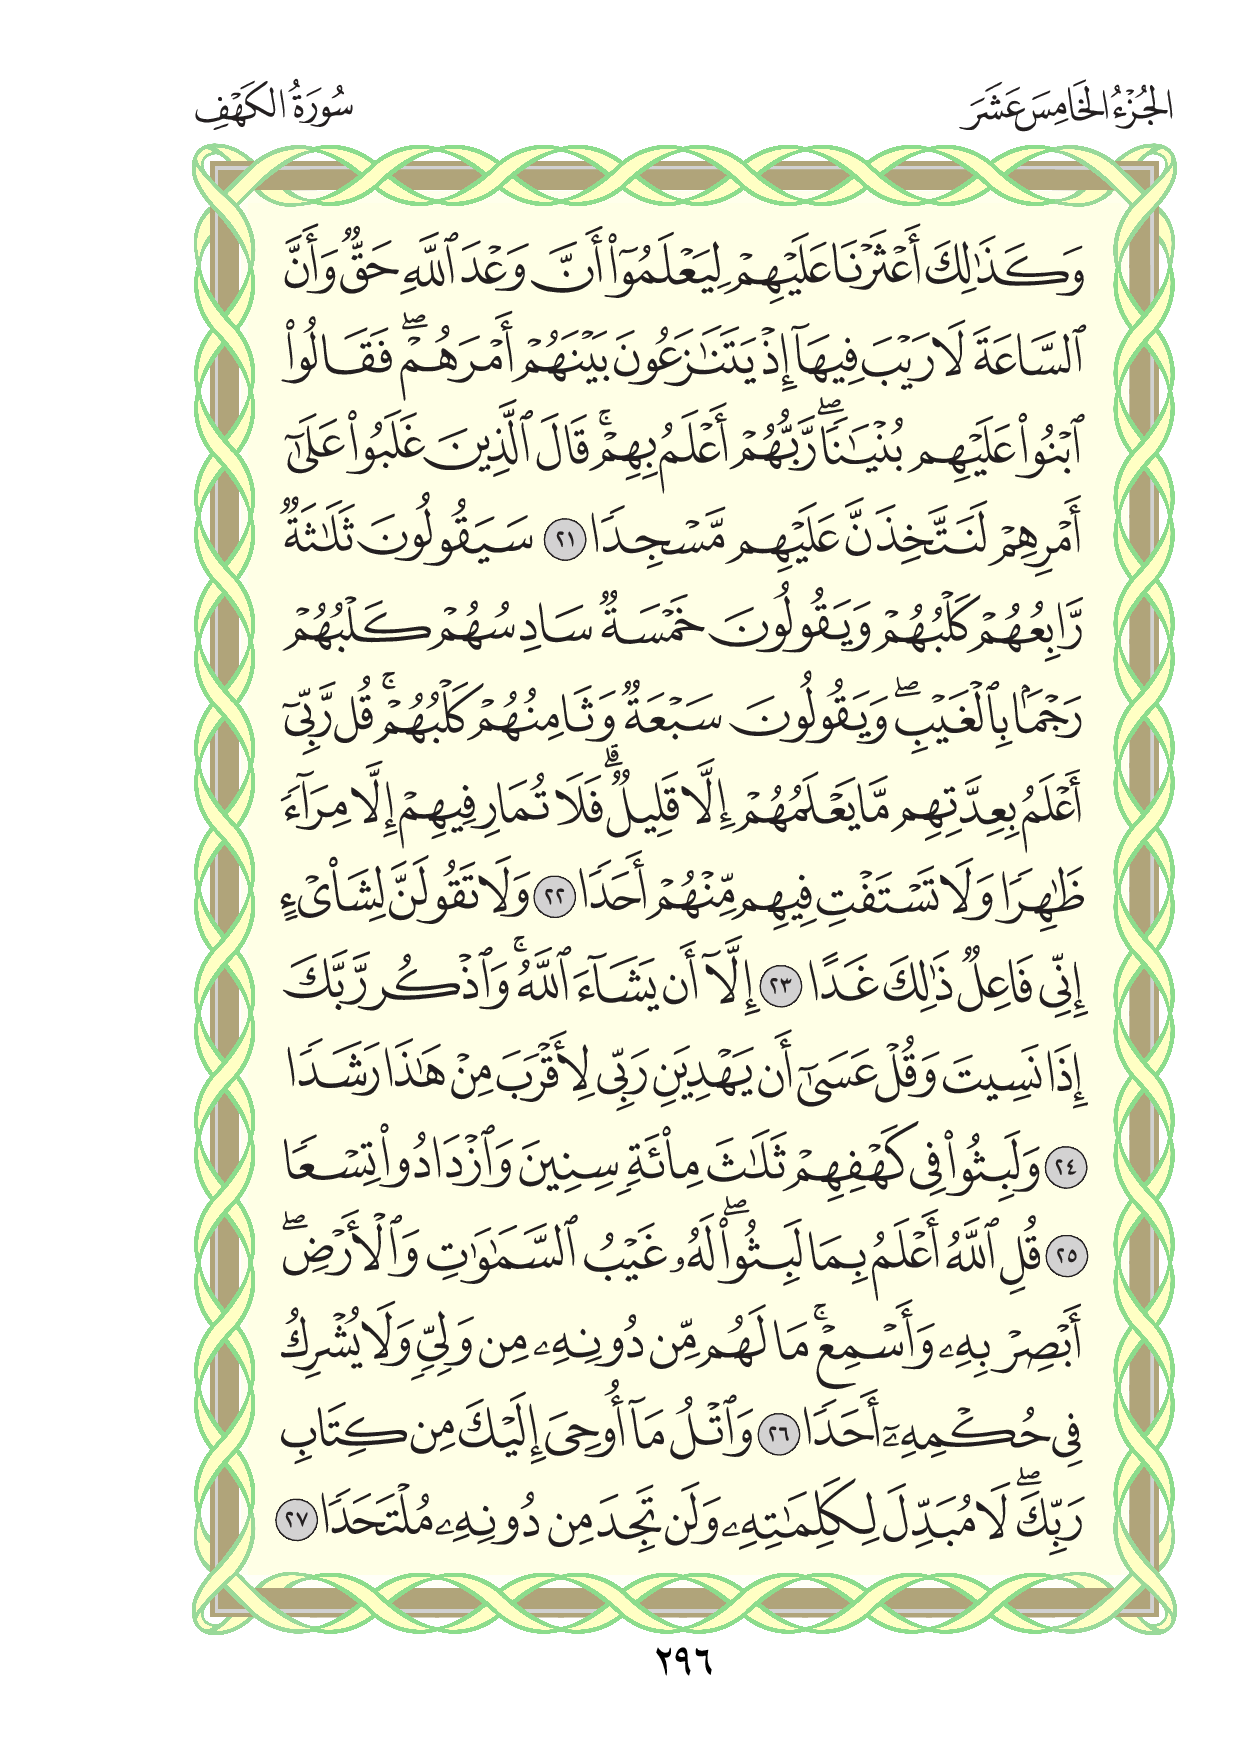 الجُزْءُ الخَامِسَ عَشَرَ
سُورَةُ الكَهْفِ
وَكَذَٰلِكَ أَعْثَرْنَا عَلَيْهِمْ لِيَعْلَمُوٓا۟ أَنَّ وَعْدَ ٱللَّهِ حَقٌّ وَأَنَّ
ٱلسَّاعَةَ لَا رَيْبَ فِيهَآ إِذْ يَتَنَـٰزَعُونَ بَيْنَهُمْ أَمْرَهُمْ ۖ فَقَالُوا۟
ٱبْنُوا۟ عَلَيْهِم بُنْيَـٰنًا ۖ رَّبُّهُمْ أَعْلَمُ بِهِمْ ۚ قَالَ ٱلَّذِينَ غَلَبُوا۟ عَلَىٰٓ
أَمْرِهِمْ لَنَتَّخِذَنَّ عَلَيْهِم مَّسْجِدًا ٢١ سَيَقُولُونَ ثَلَـٰثَةٌ
رَّابِعُهُمْ كَلْبُهُمْ وَيَقُولُونَ خَمْسَةٌ سَادِسُهُمْ كَلْبُهُمْ
رَجْمًۢا بِٱلْغَيْبِ ۖ وَيَقُولُونَ سَبْعَةٌ وَثَامِنُهُمْ كَلْبُهُمْ ۚ قُل رَّبِّىٓ
أَعْلَمُ بِعِدَّتِهِم مَّا يَعْلَمُهُمْ إِلَّا قَلِيلٌ ۗ فَلَا تُمَارِ فِيهِمْ إِلَّا مِرَآءً
ظَـٰهِرًا وَلَا تَسْتَفْتِ فِيهِم مِّنْهُمْ أَحَدًا ٢٢ وَلَا تَقُولَنَّ لِشَا۟ىْءٍ
إِنِّى فَاعِلٌ ذَٰلِكَ غَدًا ٢٣ إِلَّآ أَن يَشَآءَ ٱللَّهُ ۚ وَٱذْكُر رَّبَّكَ
إِذَا نَسِيتَ وَقُلْ عَسَىٰٓ أَن يَهْدِيَنِ رَبِّى لِأَقْرَبَ مِنْ هَـٰذَا رَشَدًا
٢٤ وَلَبِثُوا۟ فِى كَهْفِهِمْ ثَلَـٰثَ مِا۟ئَةٍ سِنِينَ وَٱزْدَادُوا۟ تِسْعًا
٢٥ قُلِ ٱللَّهُ أَعْلَمُ بِمَا لَبِثُوا۟ ۖ لَهُۥ غَيْبُ ٱلسَّمَـٰوَٰتِ وَٱلْأَرْضِ ۖ
أَبْصِرْ بِهِۦ وَأَسْمِعْ ۚ مَا لَهُم مِّن دُونِهِۦ مِن وَلِىٍّ وَلَا يُشْرِكُ
فِى حُكْمِهِۦٓ أَحَدًا ٢٦ وَٱتْلُ مَآ أُوحِىَ إِلَيْكَ مِن كِتَابِ
رَبِّكَ ۖ لَا مُبَدِّلَ لِكَلِمَـٰتِهِۦ وَلَن تَجِدَ مِن دُونِهِۦ مُلْتَحَدًا ٢٧
٢٩٦